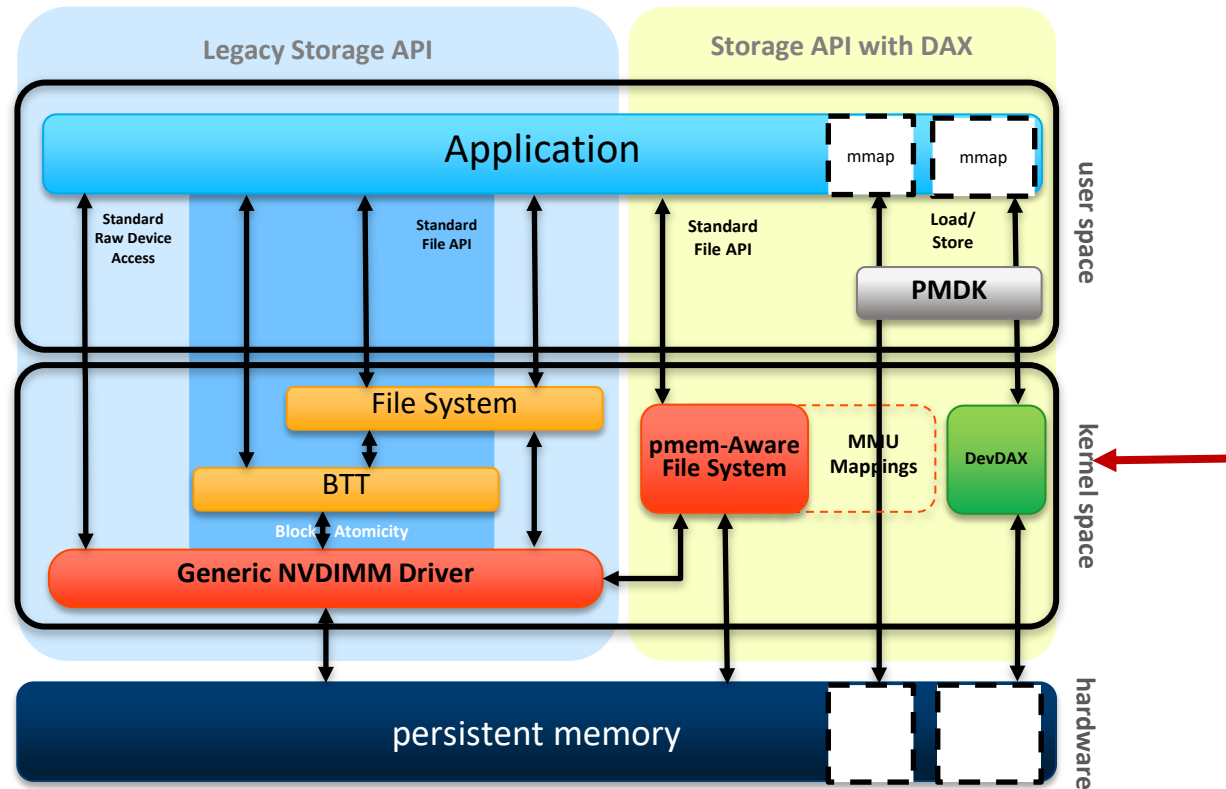 Legacy Storage API
Storage API with DAX
Application
mmap
mmap
Standard
Raw Device
Access
Standard
File API
Standard
File API
Load/
Store
PMDK
user space
File System
BTT
Block Atomicity
Generic NVDIMM Driver
pmem-Aware
File System
MMU
Mappings
DevDAX
kernel space
persistent memory
hardware